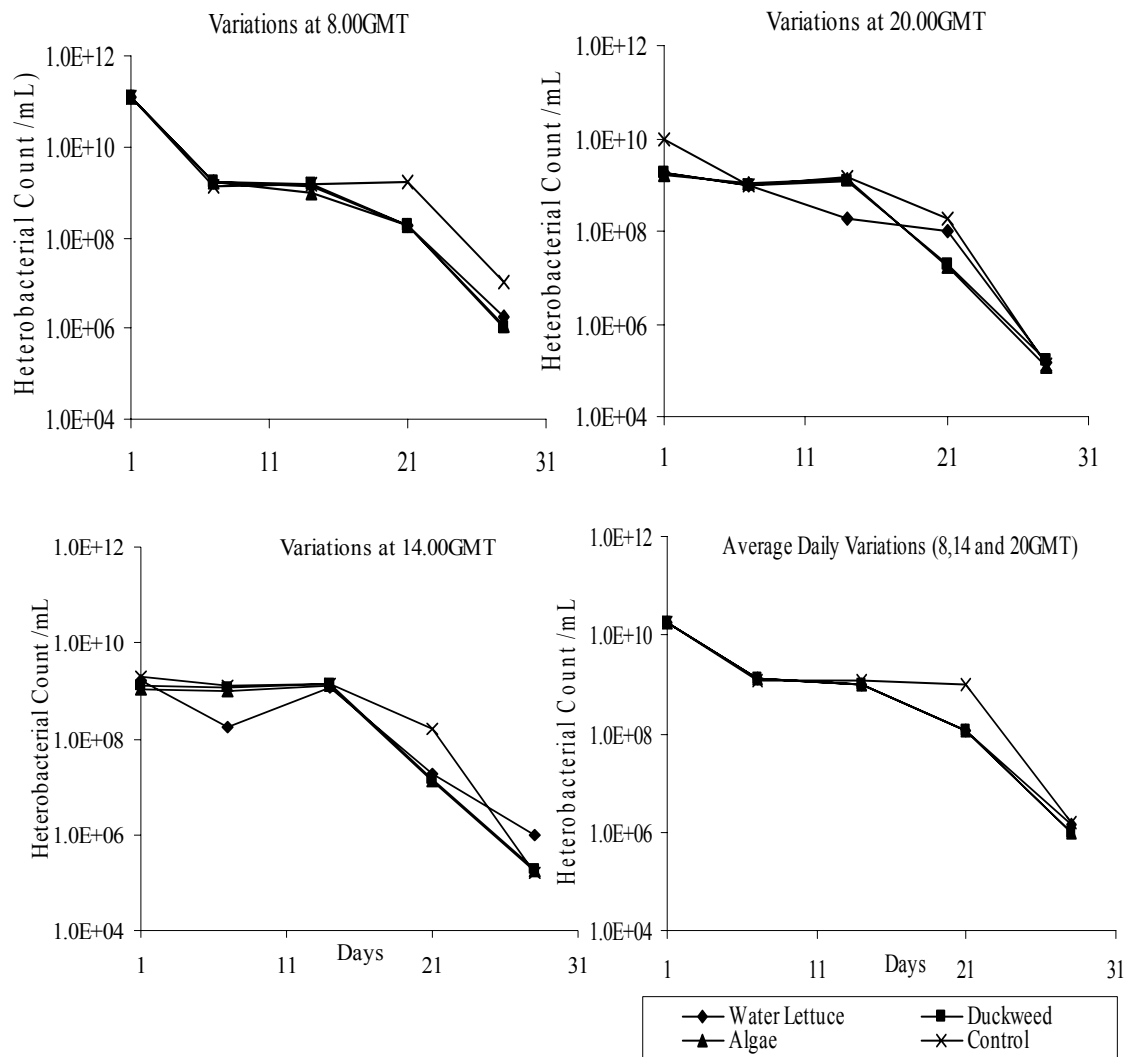 Variations at 8.00GMT
Heterobacterial Count /mL)
1.0E+12
1.0E+10
1.0E+08
1.0E+06
1.0E+04
1 11 21 31
Variations at 20.00GMT
Heterobacterial Count /mL
1.0E+12
1.0E+10
1.0E+08
1.0E+06
1.0E+04
1 11 21 31
Variations at 14.00GMT
Heterobacterial Count /mL
1.0E+12
1.0E+10
1.0E+08
1.0E+06
1.0E+04
1 11 21 31
Days
Average Daily Variations (8,14 and 20GMT)
Heterobacterial Count /mL
1.0E+12
1.0E+10
1.0E+08
1.0E+06
1.0E+04
1 11 21 31
Days
Water Lettuce Duckweed
Algae Control